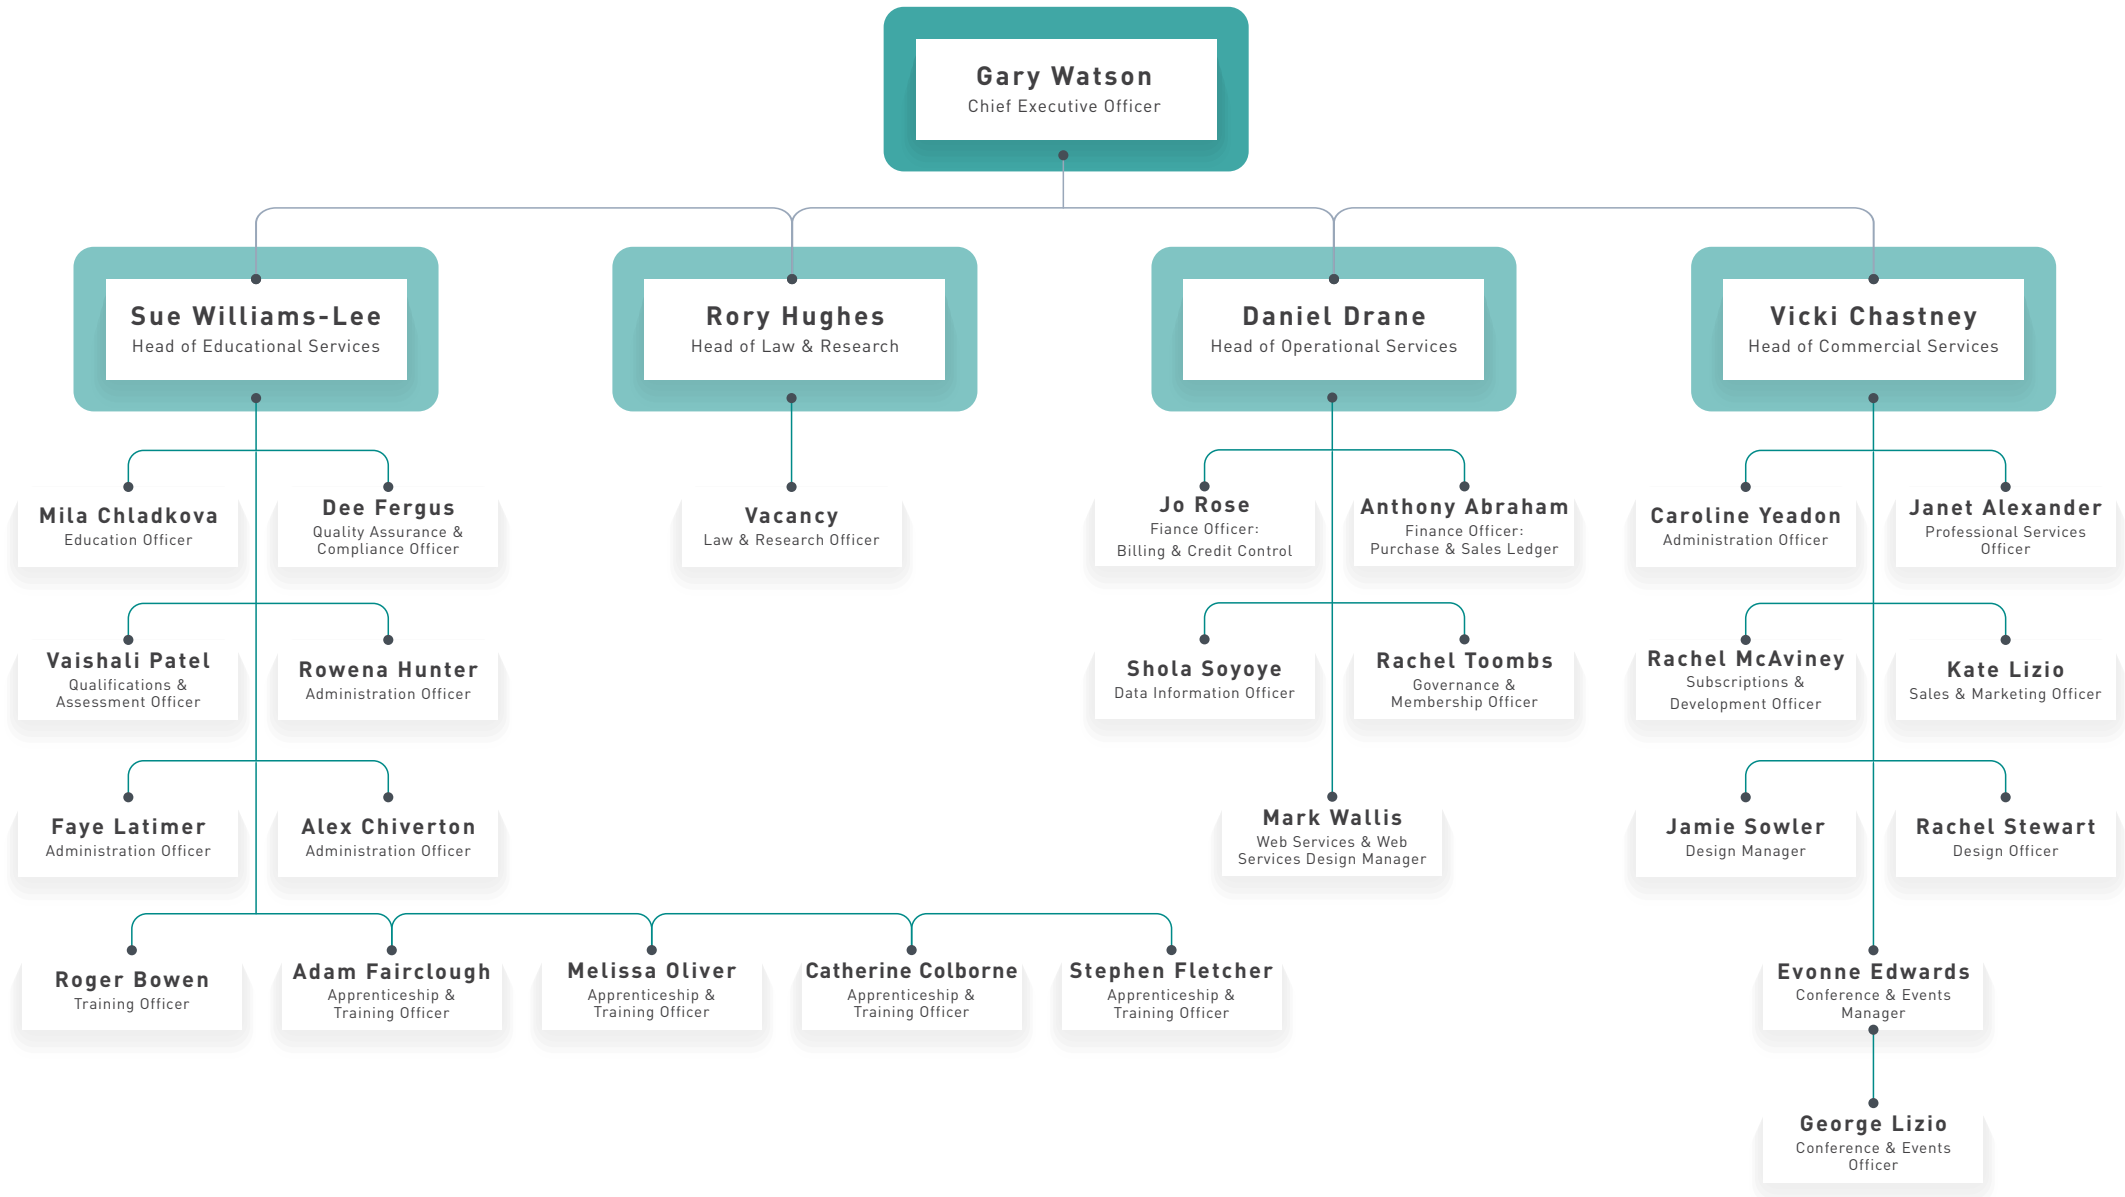 Gary Watson
Chief Executive Officer
Sue Williams-Lee
Head of Educational Services
Rory Hughes
Head of Law & Research
Daniel Drane
Head of Operational Services
Vicki Chastney
Head of Commercial Services
Mila Chladkova
Education Officer
Dee Fergus
Quality Assurance &
Compliance Officer
Vacancy
Law & Research Officer
Jo Rose
Fiance Officer:
Billing & Credit Control
Anthony Abraham
Finance Officer:
Purchase & Sales Ledger
Caroline Yeadon
Administration Officer
Janet Alexander
Professional Services
Officer
Vaishali Patel
Qualifications &
Assessment Officer
Rowena Hunter
Administration Officer
Shola Soyoye
Data Information Officer
Rachel Toombs
Governance &
Membership Officer
Rachel McAviney
Subscriptions &
Development Officer
Kate Lizio
Sales & Marketing Officer
Faye Latimer
Administration Officer
Alex Chiverton
Administration Officer
Mark Wallis
Web Services & Web
Services Design Manager
Jamie Sowler
Design Manager
Rachel Stewart
Design Officer
Roger Bowen
Training Officer
Adam Fairclough
Apprenticeship &
Training Officer
Melissa Oliver
Apprenticeship &
Training Officer
Catherine Colborne
Apprenticeship &
Training Officer
Stephen Fletcher
Apprenticeship &
Training Officer
Evonne Edwards
Conference & Events
Manager
George Lizio
Conference & Events
Officer